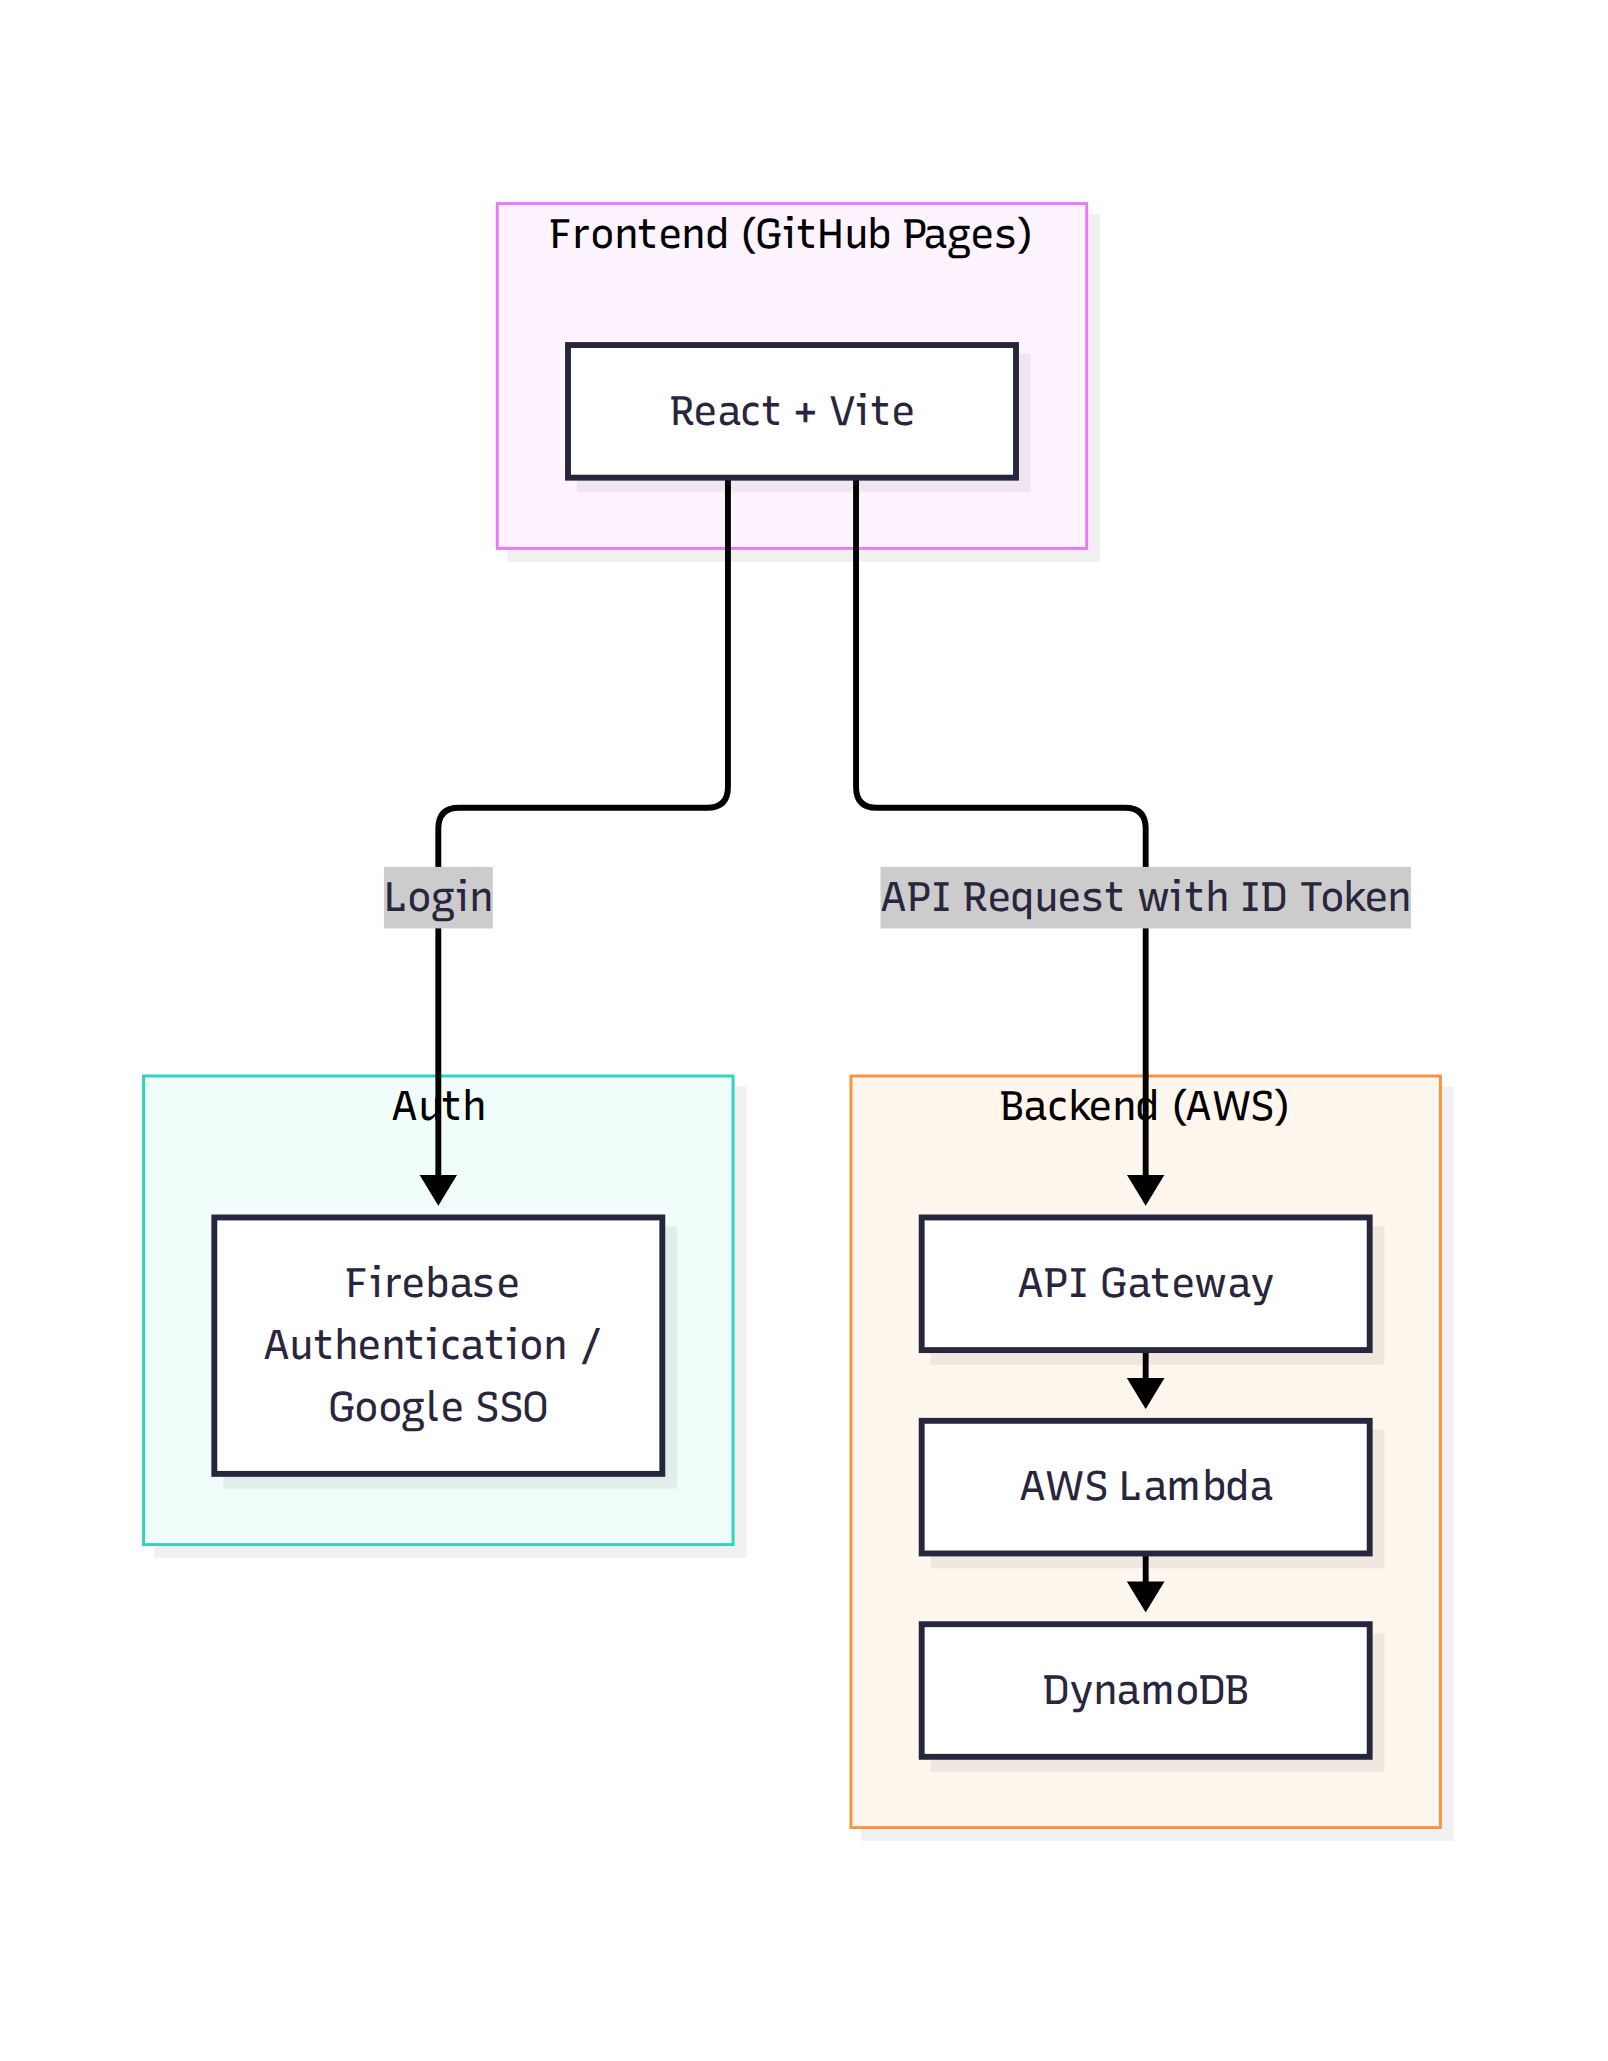 Frontend (GitHub Pages)
React + Vite
Login
API Request with ID Token
Auth
Firebase
Authentication /
Google SSO
Backend (AWS)
API Gateway
AWS Lambda
DynamoDB